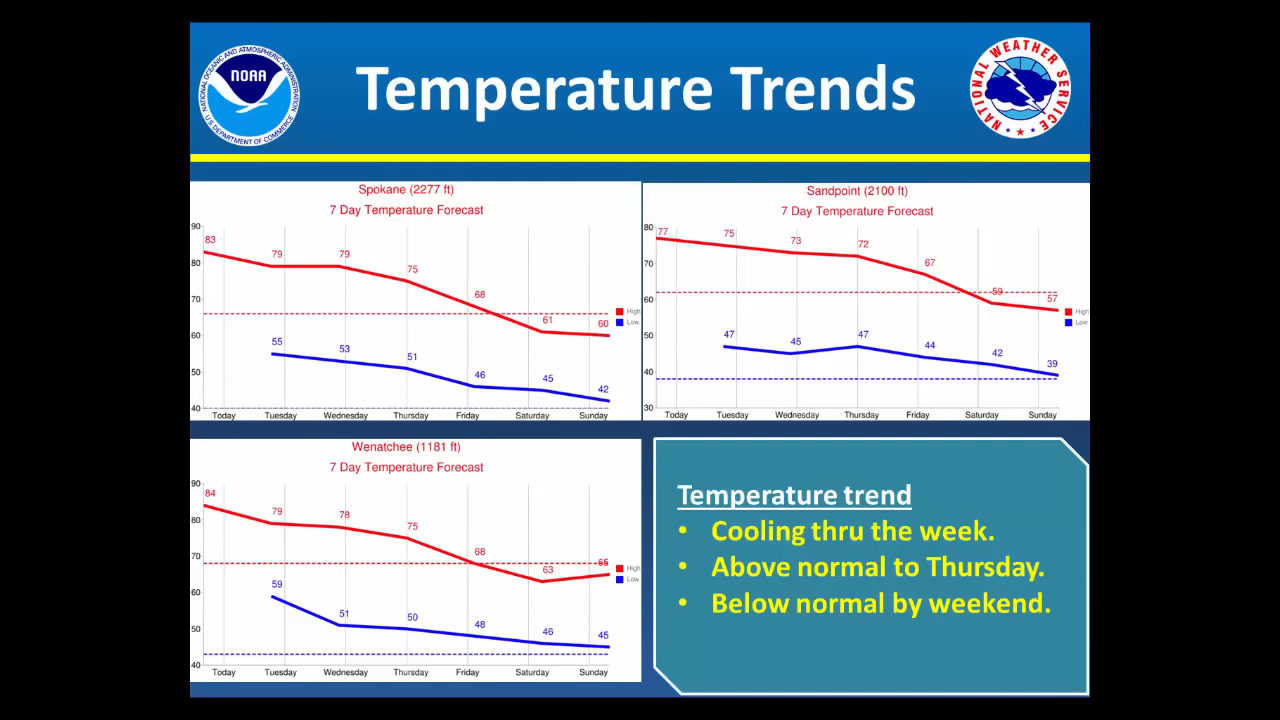 NATIONAL OCEANIC AND ATMOSPHERIC ADMINISTRATION
NOAA
U.S. DEPARTMENT OF COMMERCE
Temperature Trends
NATIONAL WEATHER SERVICE
Spokane (2277 ft)
7 Day Temperature Forecast
90
80
70
60
50
40
83
79
79
75
68
61
60
55
53
51
46
45
42
High
Low
Today Tuesday Wednesday Thursday Friday Saturday Sunday
Sandpoint (2100 ft)
7 Day Temperature Forecast
80
70
60
50
40
30
77
75
73
72
67
59
57
47
45
47
44
42
39
High
Low
Today Tuesday Wednesday Thursday Friday Saturday Sunday
Wenatchee (1181 ft)
7 Day Temperature Forecast
90
80
70
60
50
40
84
79
78
75
68
63
65
59
51
50
48
46
45
High
Low
Today Tuesday Wednesday Thursday Friday Saturday Sunday
Temperature trend
• Cooling thru the week.
• Above normal to Thursday.
• Below normal by weekend.